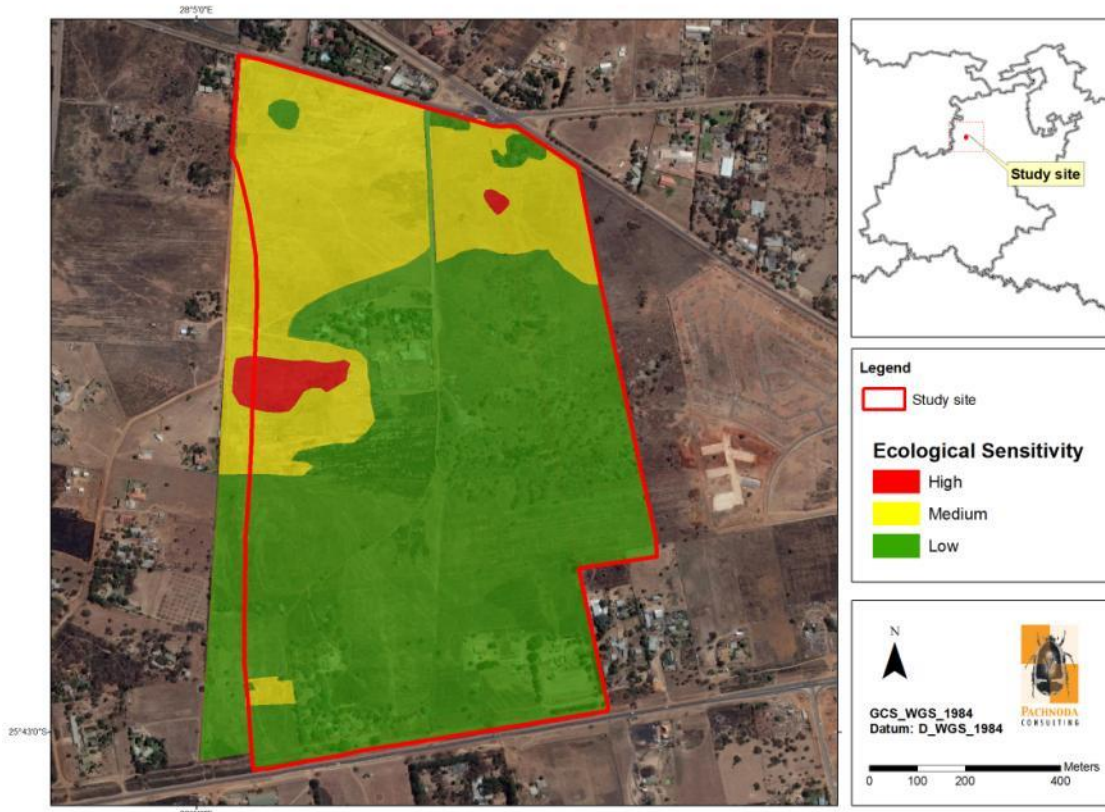 28°5'0"E
Study site
Legend
Study site
Ecological Sensitivity
High
Medium
Low
N
GCS_WGS_1984
Datum: D_WGS_1984
PACHNODA
CONSULTING
25°43'0"S
Meters
0 100 200 400